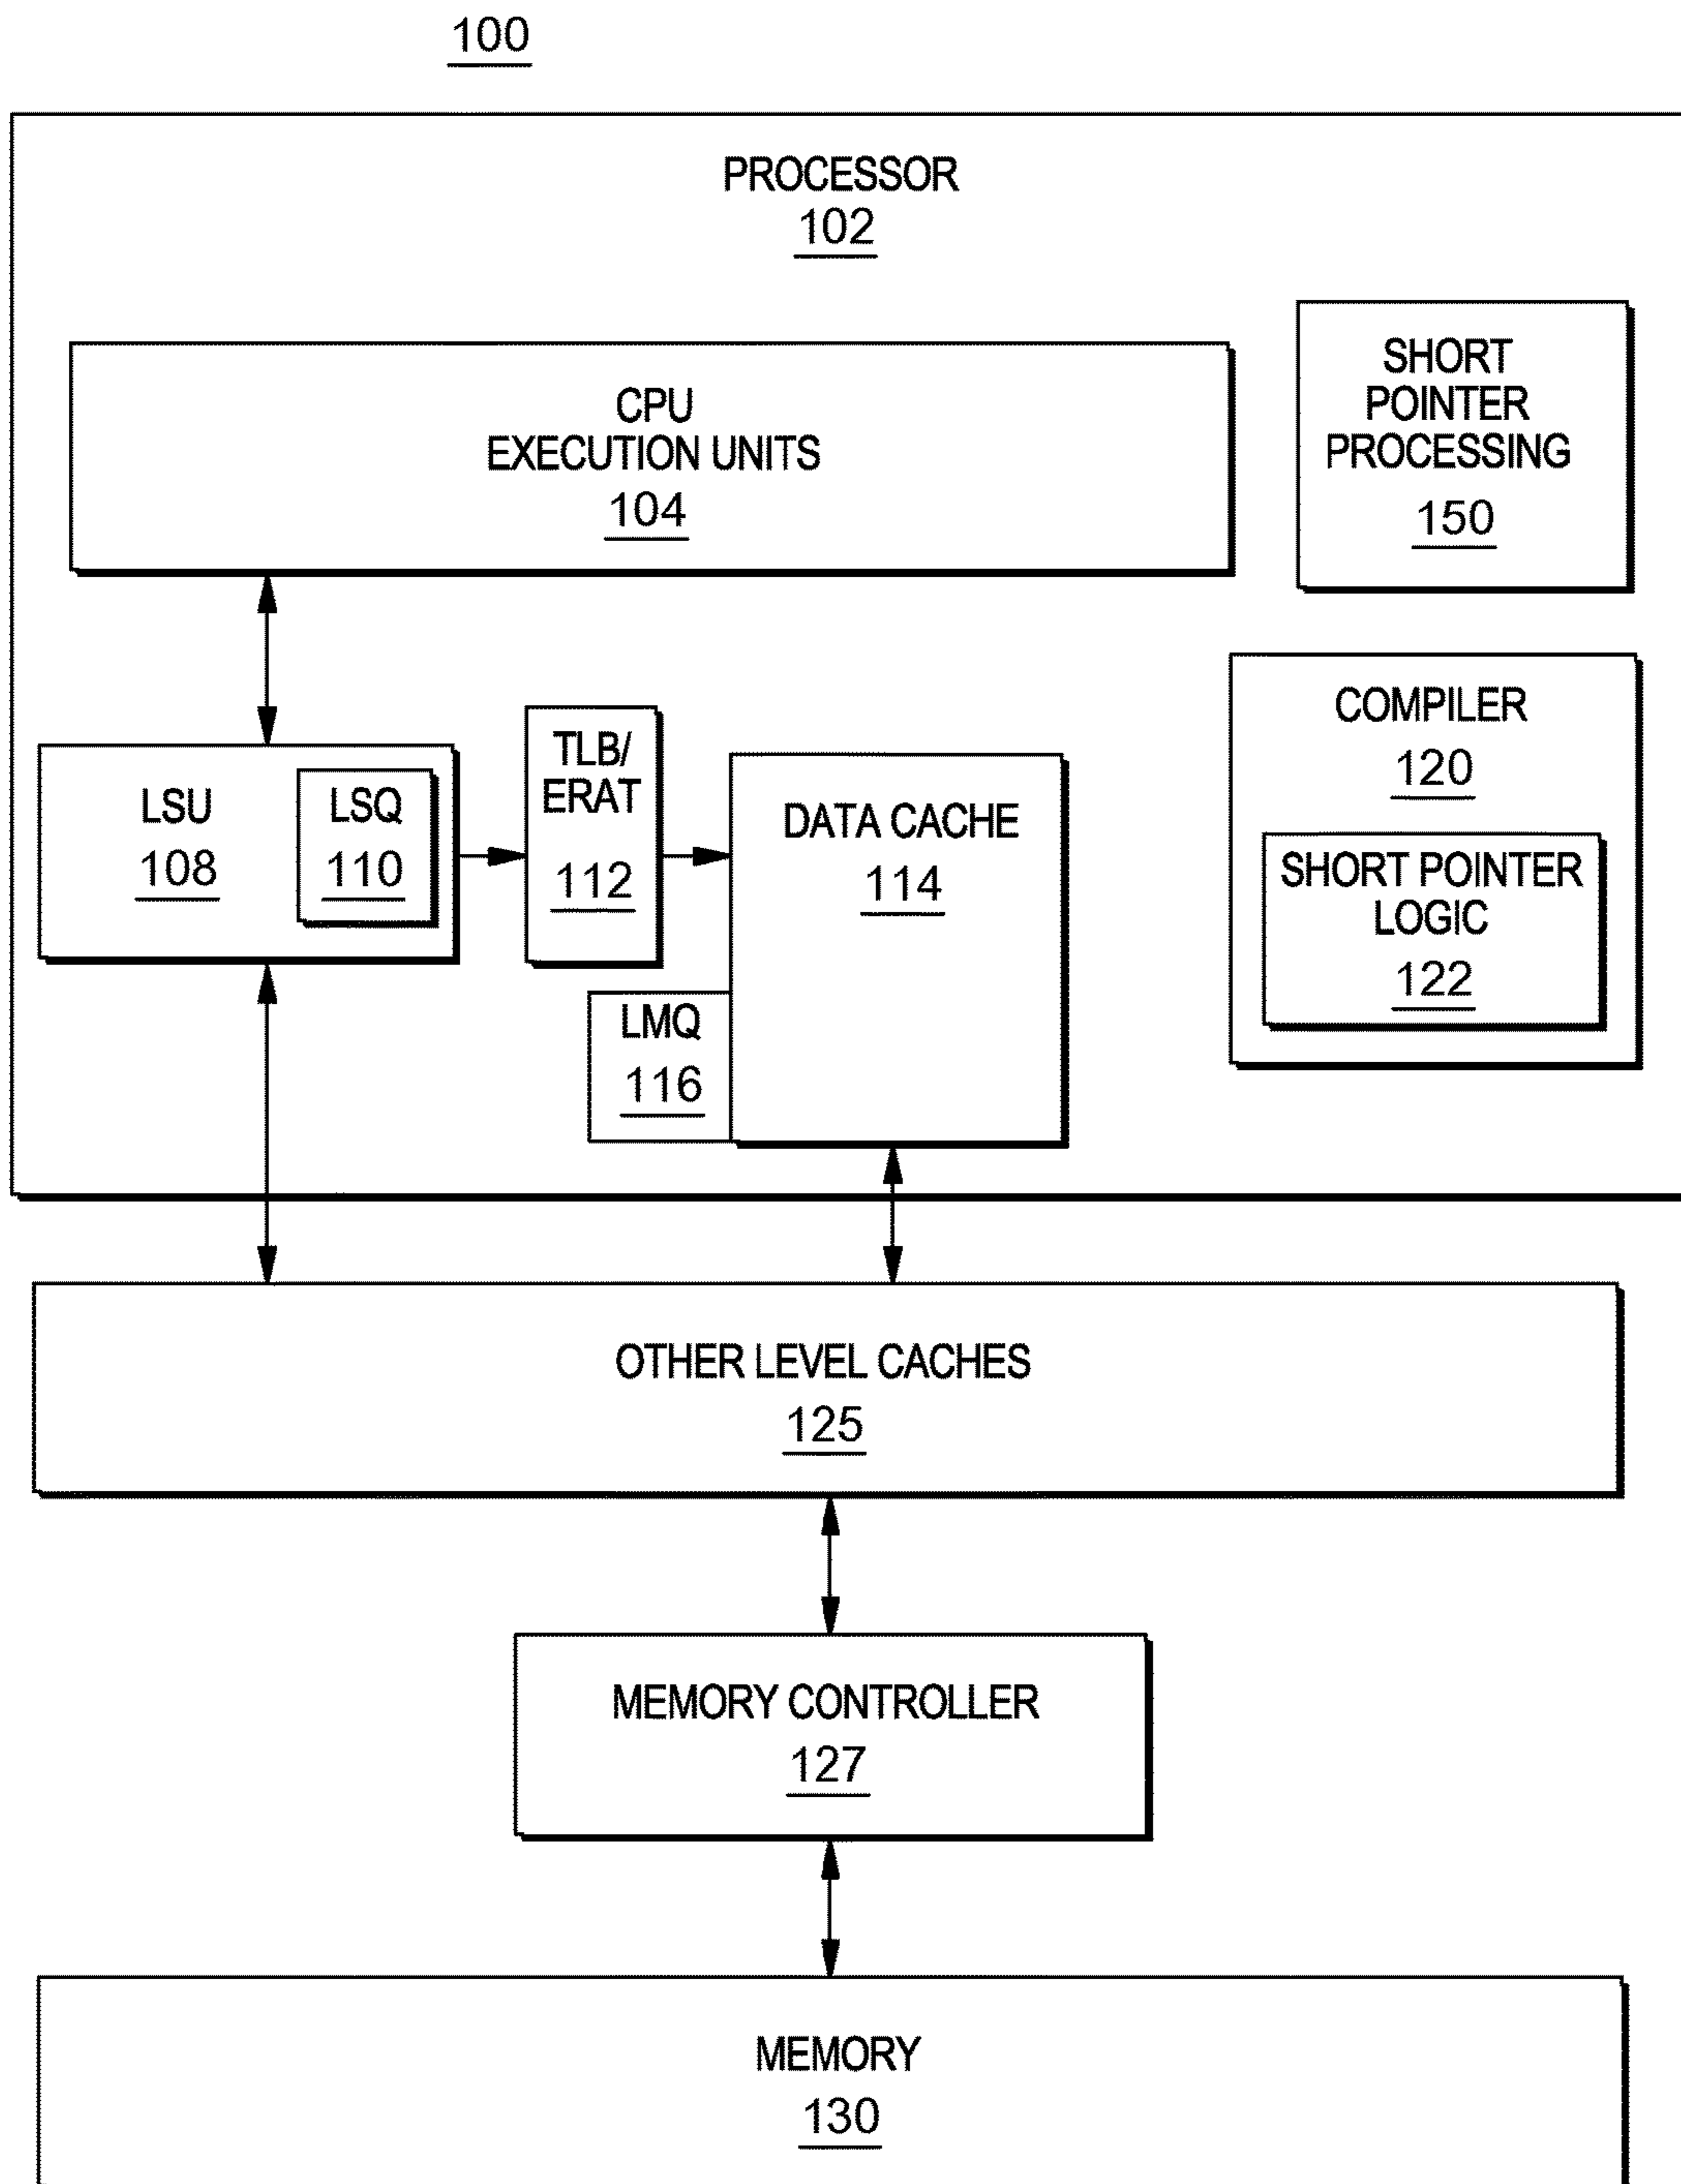 100
PROCESSOR
102
CPU
EXECUTION UNITS
104
SHORT
POINTER
PROCESSING
150
LSU
108
LSQ
110
TLB/
ERAT
112
DATA CACHE
114
LMQ
116
COMPILER
120
SHORT POINTER
LOGIC
122
OTHER LEVEL CACHES
125
MEMORY CONTROLLER
127
MEMORY
130